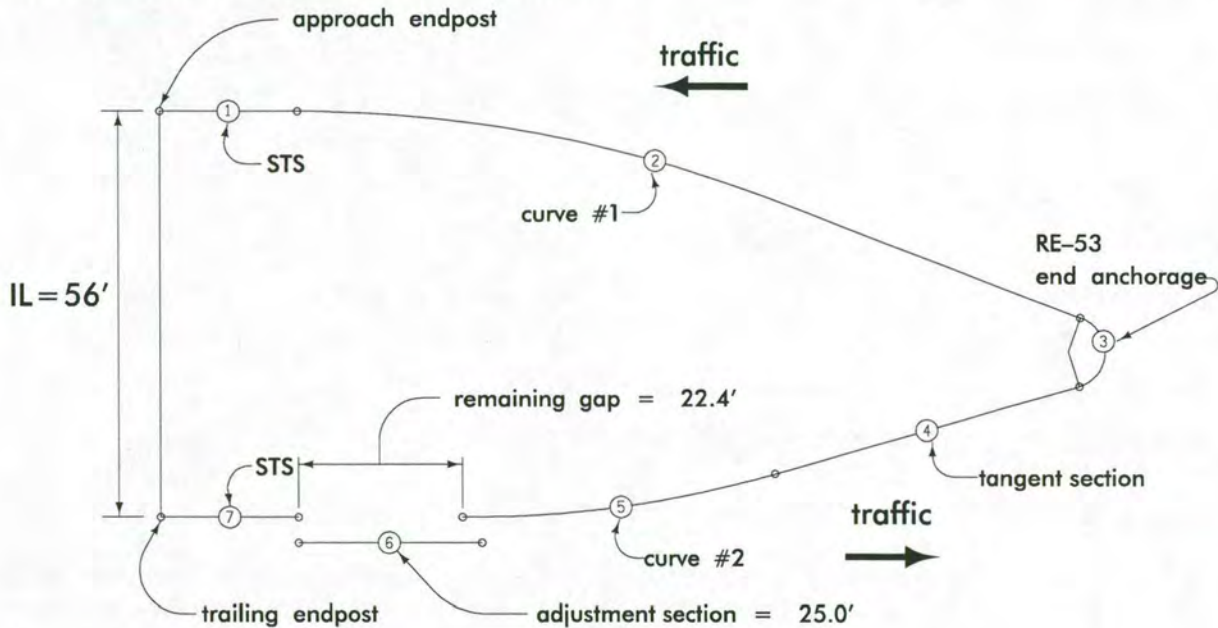 approach endpost
traffic
1
STS
2
curve #1
RE-53
end anchorage
IL = 56'
3
remaining gap = 22.4'
4
STS
tangent section
7
5
traffic
6
curve #2
trailing endpost
adjustment section = 25.0'